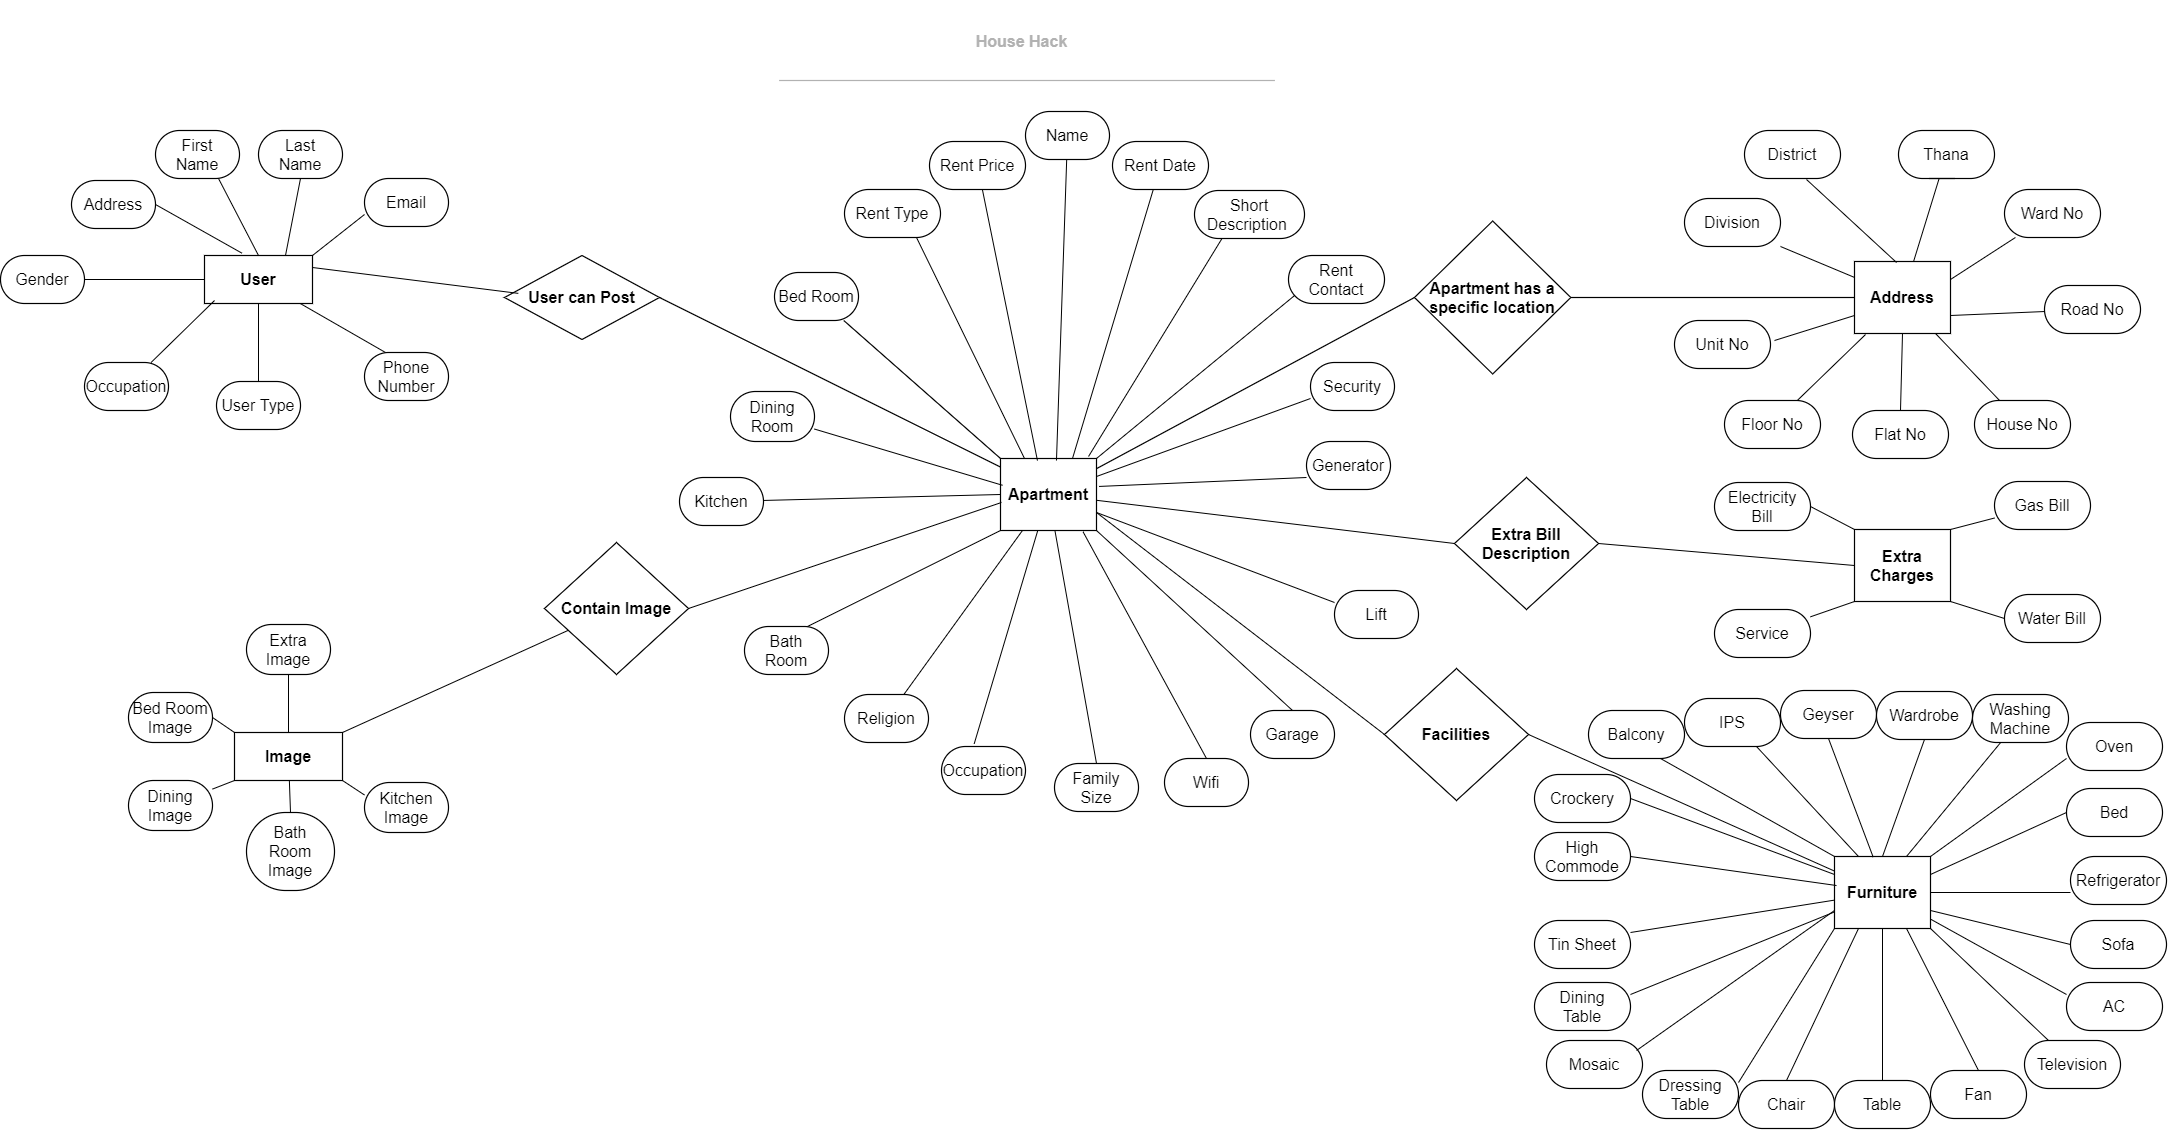 House Hack
First
Name
Last
Name
Address
Email
Gender
User
Occupation
User Type
Phone
Number
User can Post
Name
Rent Price
Rent Date
Rent Type
Short
Description
Bed Room
Rent
Contact
Dining
Room
Security
Kitchen
Generator
Apartment
Bath
Room
Lift
Religion
Occupation
Family
Size
Wifi
Garage
Apartment has a
specific location
District
Thana
Division
Ward No
Address
Unit No
Road No
Floor No
Flat No
House No
Extra Bill
Description
Electricity
Bill
Gas Bill
Extra
Charges
Service
Water Bill
Contain Image
Extra
Image
Bed Room
Image
Image
Dining
Image
Bath
Room
Image
Kitchen
Image
Facilities
Balcony
IPS
Geyser
Wardrobe
Washing
Machine
Oven
Crockery
Bed
High
Commode
Furniture
Refrigerator
Tin Sheet
Sofa
Dining
Table
AC
Mosaic
Television
Dressing
Table
Chair
Table
Fan